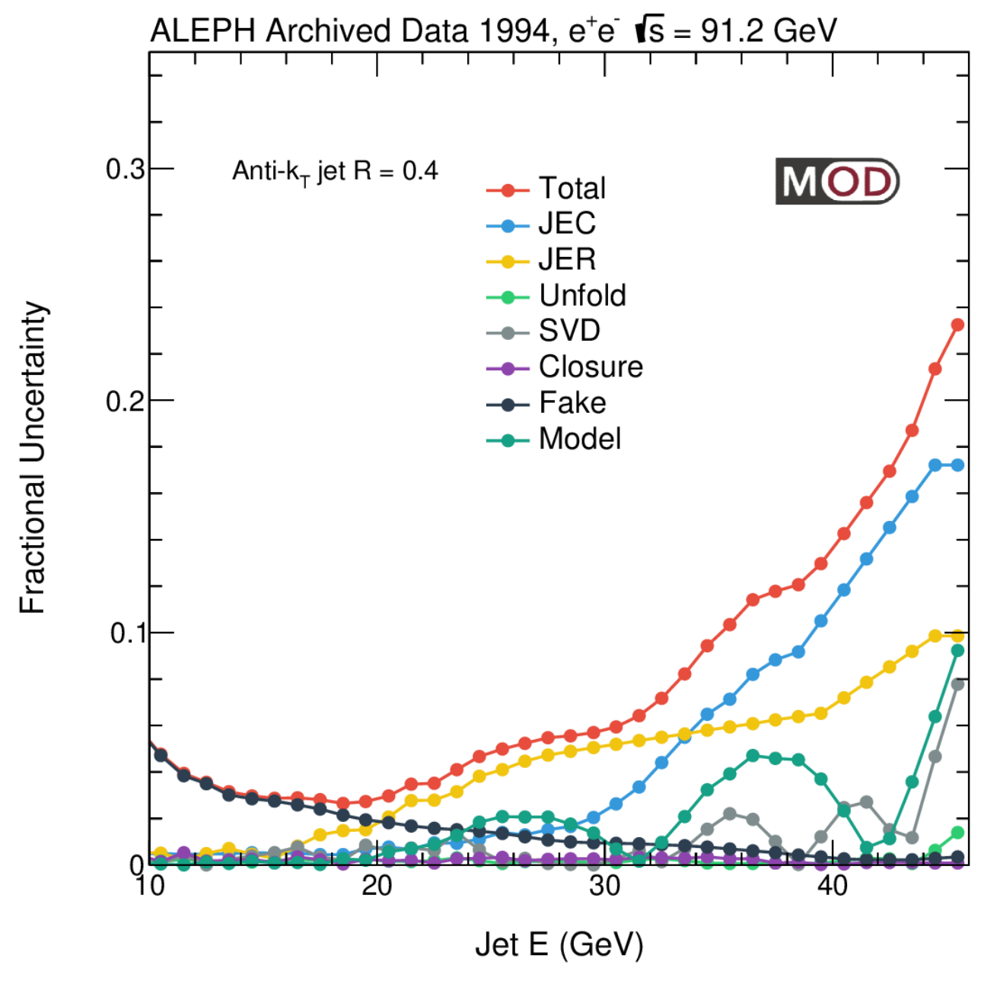 ALEPH Archived Data 1994, e⁺e⁻ √s = 91.2 GeV
Anti-k_T jet R = 0.4
MOD
Total
JEC
JER
Unfold
SVD
Closure
Fake
Model
Fractional Uncertainty
0.3
0.2
0.1
0
10 20 30 40
Jet E (GeV)